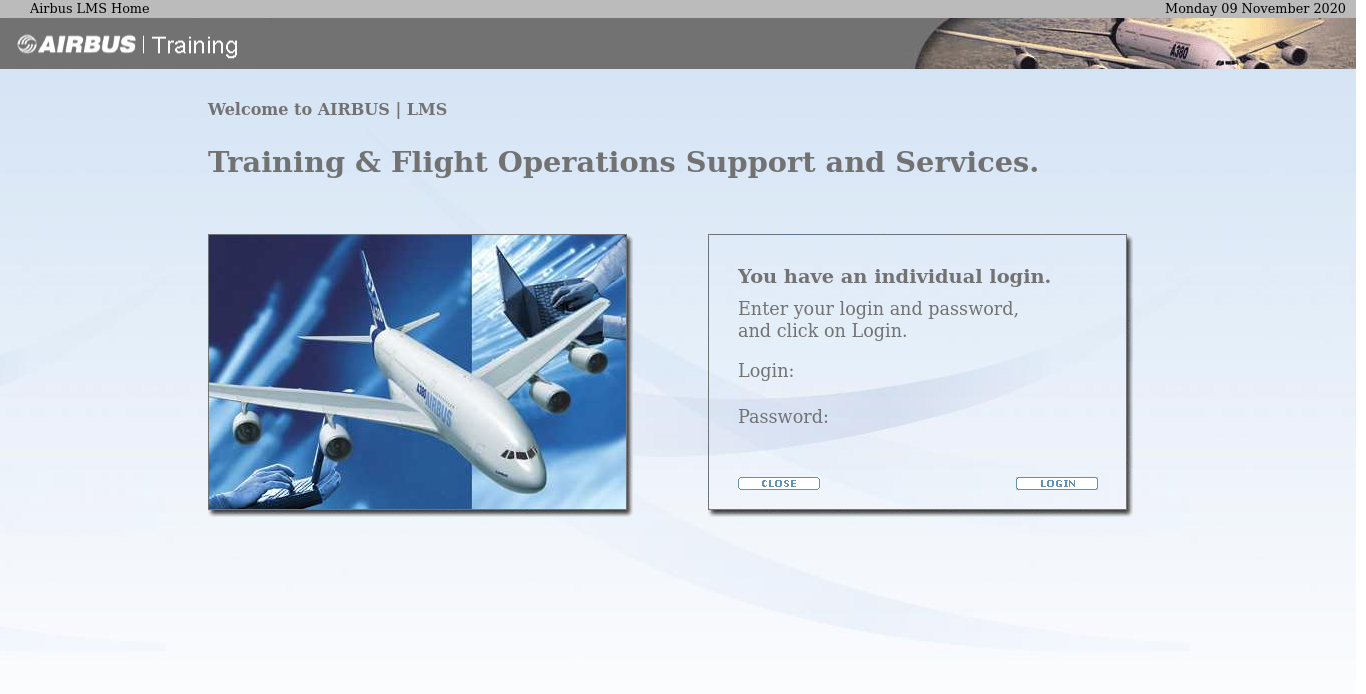 Airbus LMS Home
Monday 09 November 2020
AIRBUS | Training
A380
Welcome to AIRBUS | LMS
Training & Flight Operations Support and Services.
A380
A380 AIRBUS
You have an individual login.
Enter your login and password,
and click on Login.
Login:
Password:
CLOSE
LOGIN